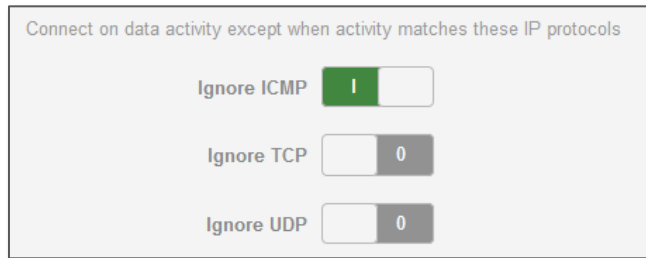 Connect on data activity except when activity matches these IP protocols
Ignore ICMP I
Ignore TCP 0
Ignore UDP 0